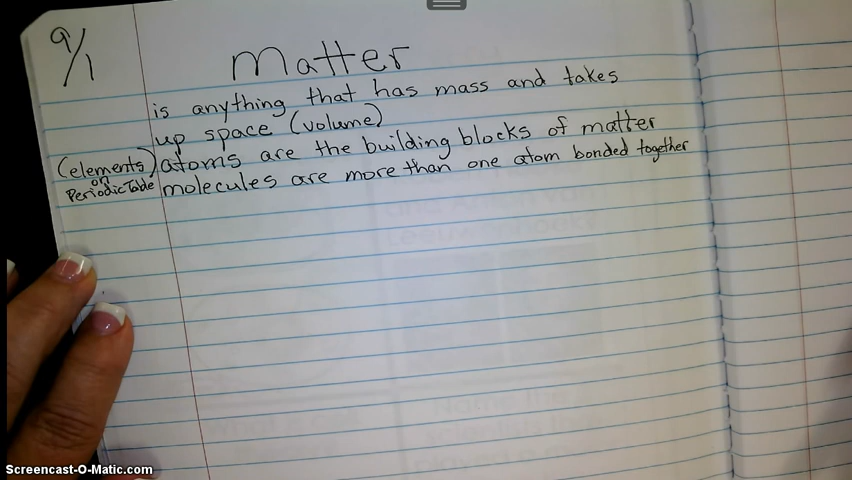 9/1
Matter
is anything that has mass and takes
up space (volume)
(elements) atoms are the building blocks of matter
on
Periodic Table molecules are more than one atom bonded together
Screencast-O-Matic.com